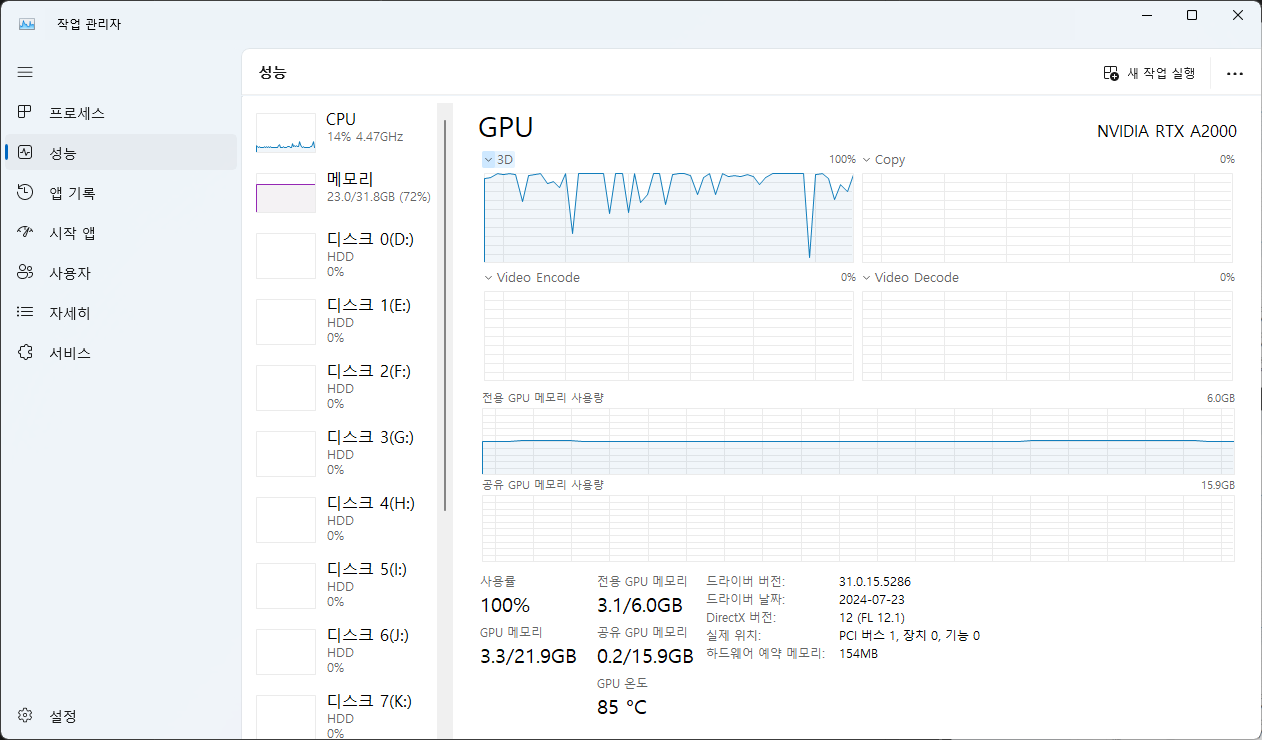 작업 관리자
성능
새 작업 실행
프로세스
성능
앱 기록
시작 앱
사용자
자세히
서비스
설정
CPU
14% 4.47GHz
메모리
23.0/31.8GB (72%)
디스크 0(D:)
HDD
0%
디스크 1(E:)
HDD
0%
디스크 2(F:)
HDD
0%
디스크 3(G:)
HDD
0%
디스크 4(H:)
HDD
0%
디스크 5(I:)
HDD
0%
디스크 6(J:)
HDD
0%
디스크 7(K:)
HDD
0%
GPU
NVIDIA RTX A2000
3D 100%
Copy 0%
Video Encode 0%
Video Decode 0%
전용 GPU 메모리 사용량 6.0GB
공유 GPU 메모리 사용량 15.9GB
사용률
100%
GPU 메모리
3.3/21.9GB
전용 GPU 메모리
3.1/6.0GB
공유 GPU 메모리
0.2/15.9GB
GPU 온도
85 °C
드라이버 버전: 31.0.15.5286
드라이버 날짜: 2024-07-23
DirectX 버전: 12 (FL 12.1)
실제 위치: PCI 버스 1, 장치 0, 기능 0
하드웨어 예약 메모리: 154MB